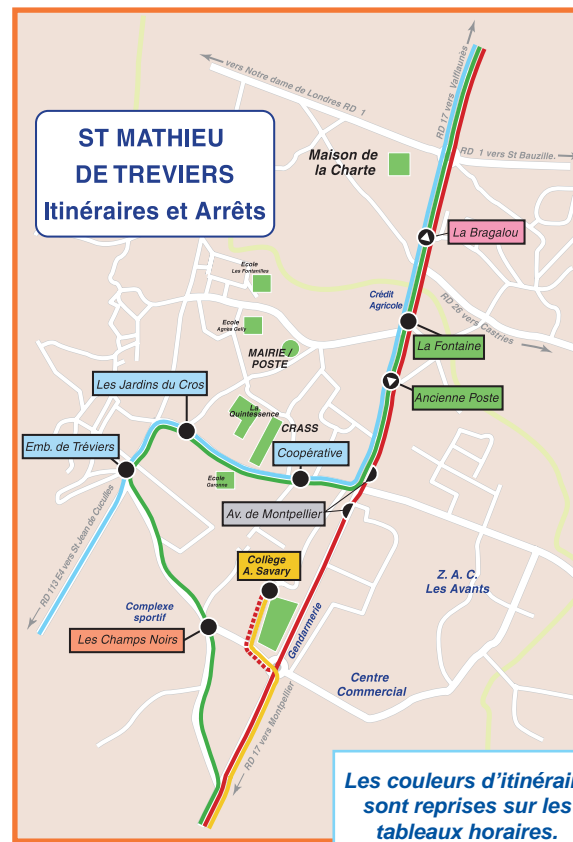 vers Notre dame de Londres RD 1
RD 17 vers Valflaunès
ST MATHIEU
DE TREVIERS
Itinéraires et Arrêts
Maison de
la Charte
RD 1 vers St Bauzille.
La Bragalou
Ecole
Les Fontanilles
Crédit
Agricole
RD 26 vers Castries
Ecole
Agnès Gelly
La Fontaine
MAIRIE /
POSTE
Les Jardins du Cros
Ancienne Poste
La
Quintessence
CRASS
Emb. de Tréviers
Coopérative
Ecole
Garonne
Av. de Montpellier
Collège
A. Savary
Z. A. C.
Les Avants
RD 113 E4 vers St Jean de Cuculles
Complexe
sportif
Les Champs Noirs
Gendarmerie
Centre
Commercial
RD 17 vers Montpellier
Les couleurs d'itinérair
sont reprises sur les
tableaux horaires.